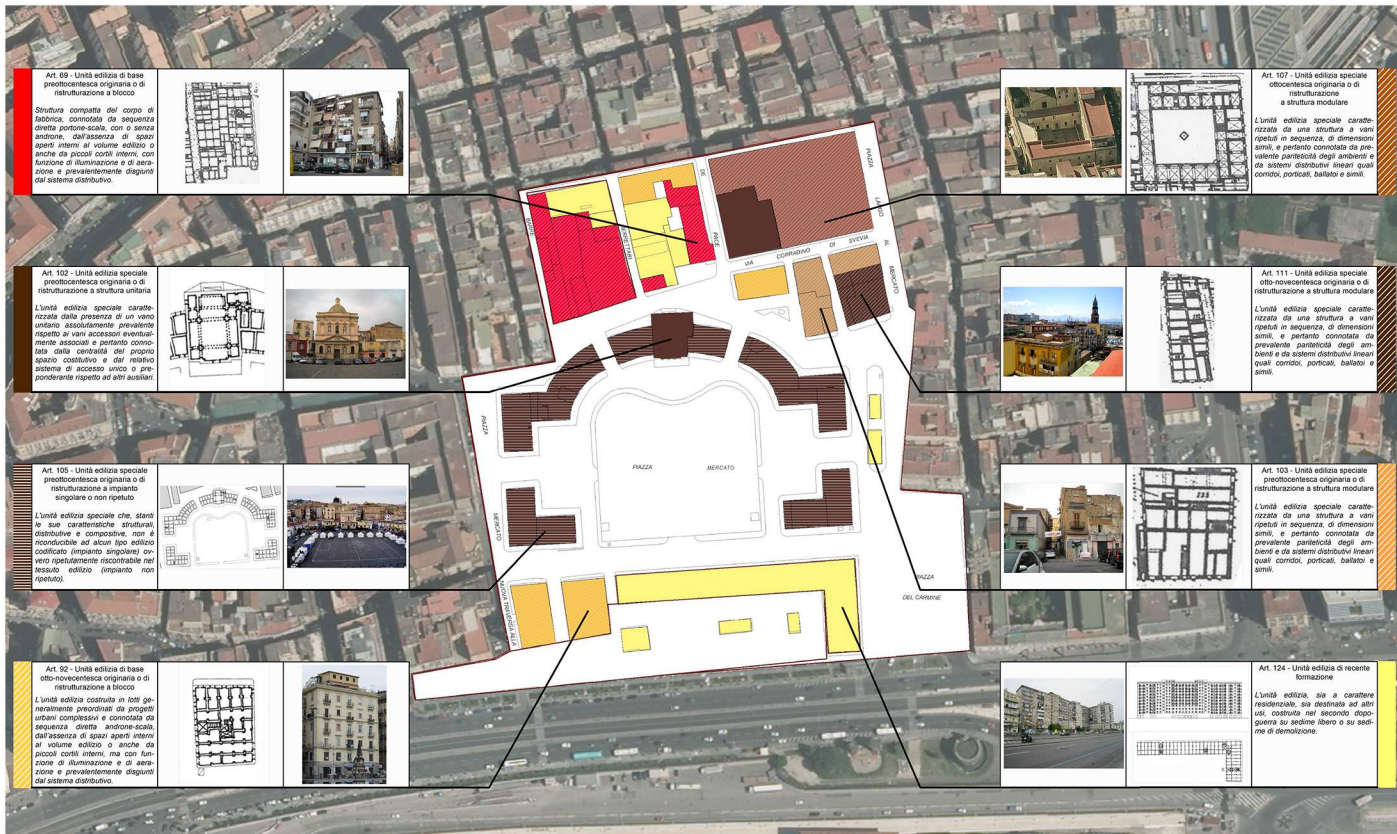 Art. 69 - Unità edilizia di base
preottocentesca originaria o di
ristrutturazione a blocco
Struttura compatta del corpo di
fabbrica, connotata da sequenza
diretta portone-scala, con o senza
androne, dall'assenza di spazi
aperti interni al volume edilizio o
anche da piccoli cortili interni, con
funzione di illuminazione e di aera-
zione e prevalentemente disgiunti
dal sistema distributivo.
Art. 102 - Unità edilizia speciale
preottocentesca originaria o di
ristrutturazione a struttura unitaria
L'unità edilizia speciale caratte-
rizzata dalla presenza di un vano
unitario assolutamente prevalente
rispetto ai vani accessori eventual-
mente associati e pertanto conno-
tata dalla centralità del proprio
spazio costitutivo e dal relativo
sistema di accesso unico o pre-
ponderante rispetto ad altri ausiliari.
Art. 105 - Unità edilizia speciale
preottocentesca originaria o di
ristrutturazione a impianto
singolare o non ripetuto
L'unità edilizia speciale che, stanti
le sue caratteristiche strutturali,
distributive e compositive, non è
riconducibile ad alcun tipo edilizio
codificato (impianto singolare) ov-
vero ripetutamente riscontrabile nel
tessuto edilizio (impianto non
ripetuto).
Art. 92 - Unità edilizia di base
otto-novecentesca originaria o di
ristrutturazione a blocco
L'unità edilizia costruita in lotti ge-
neralmente preordinati da progetti
urbani complessivi e connotata da
sequenza diretta androne-scala,
dall'assenza di spazi aperti interni
al volume edilizio o anche da
piccoli cortili interni, ma con fun-
zione di illuminazione e di aera-
zione e prevalentemente disgiunti
dal sistema distributivo.
DE
PACE
PIAZZA
LARGO
AL
MERCATO
VIA
CORRADINO
DI
SVEVIA
PIAZZA
MERCATO
PIAZZA
MERCATO
NUOVA TRAVERSA ALLA
PIAZZA
DEL CARMINE
Art. 107 - Unità edilizia speciale
ottocentesca originaria o di
ristrutturazione
a struttura modulare
L'unità edilizia speciale caratte-
rizzata da una struttura a vani
ripetuti in sequenza, di dimensioni
simili, e pertanto connotata da pre-
valente pariteticità degli ambienti e
da sistemi distributivi lineari quali
corridoi, porticati, ballatoi e simili.
Art. 111 - Unità edilizia speciale
otto-novecentesca originaria o di
ristrutturazione a struttura modulare
L'unità edilizia speciale caratte-
rizzata da una struttura a vani
ripetuti in sequenza, di dimensioni
simili, e pertanto connotata da
prevalente pariteticità degli am-
bienti e da sistemi distributivi lineari
quali corridoi, porticati, ballatoi e
simili.
Art. 103 - Unità edilizia speciale
preottocentesca originaria o di
ristrutturazione a struttura modulare
L'unità edilizia speciale caratte-
rizzata da una struttura a vani
ripetuti in sequenza, di dimensioni
simili, e pertanto connotata da
prevalente pariteticità degli am-
bienti e da sistemi distributivi lineari
quali corridoi, porticati, ballatoi e
simili.
Art. 124 - Unità edilizia di recente
formazione
L'unità edilizia, sia a carattere
residenziale, sia destinata ad altri
usi, costruita nel secondo dopo-
guerra su sedime libero o su sedi-
me di demolizione.